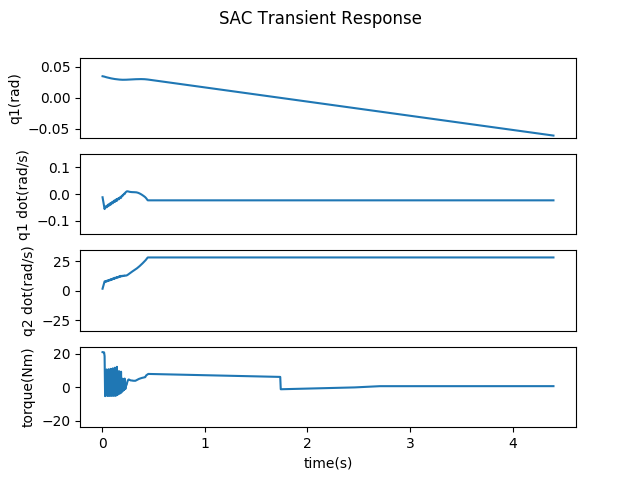 SAC Transient Response
q1(rad)
0.05
0.00
−0.05
q1 dot(rad/s)
0.1
0.0
−0.1
q2 dot(rad/s)
25
0
−25
torque(Nm)
20
0
−20
0 1 2 3 4
time(s)